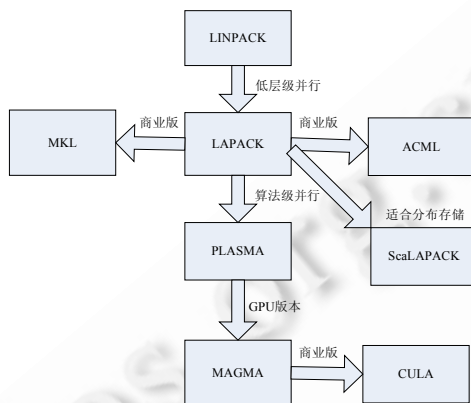 LINPACK
低层级并行
商业版
商业版
MKL
LAPACK
ACML
算法级并行
适合分布存储
PLASMA
ScaLAPACK
GPU版本
商业版
MAGMA
CULA